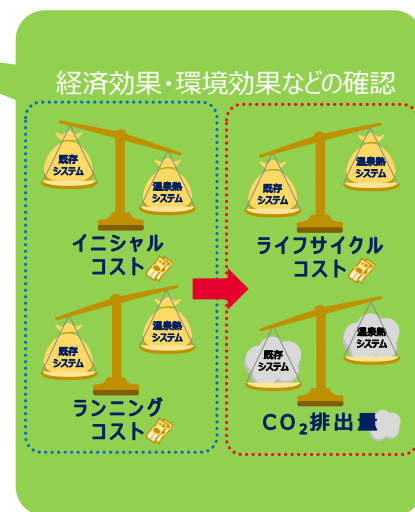 経済効果・環境効果などの確認
既存
システム
温泉熱
システム
イニシャル
コスト
既存
システム
温泉熱
システム
ランニング
コスト
既存
システム
温泉熱
システム
ライフサイクル
コスト
既存
システム
温泉熱
システム
CO₂排出量